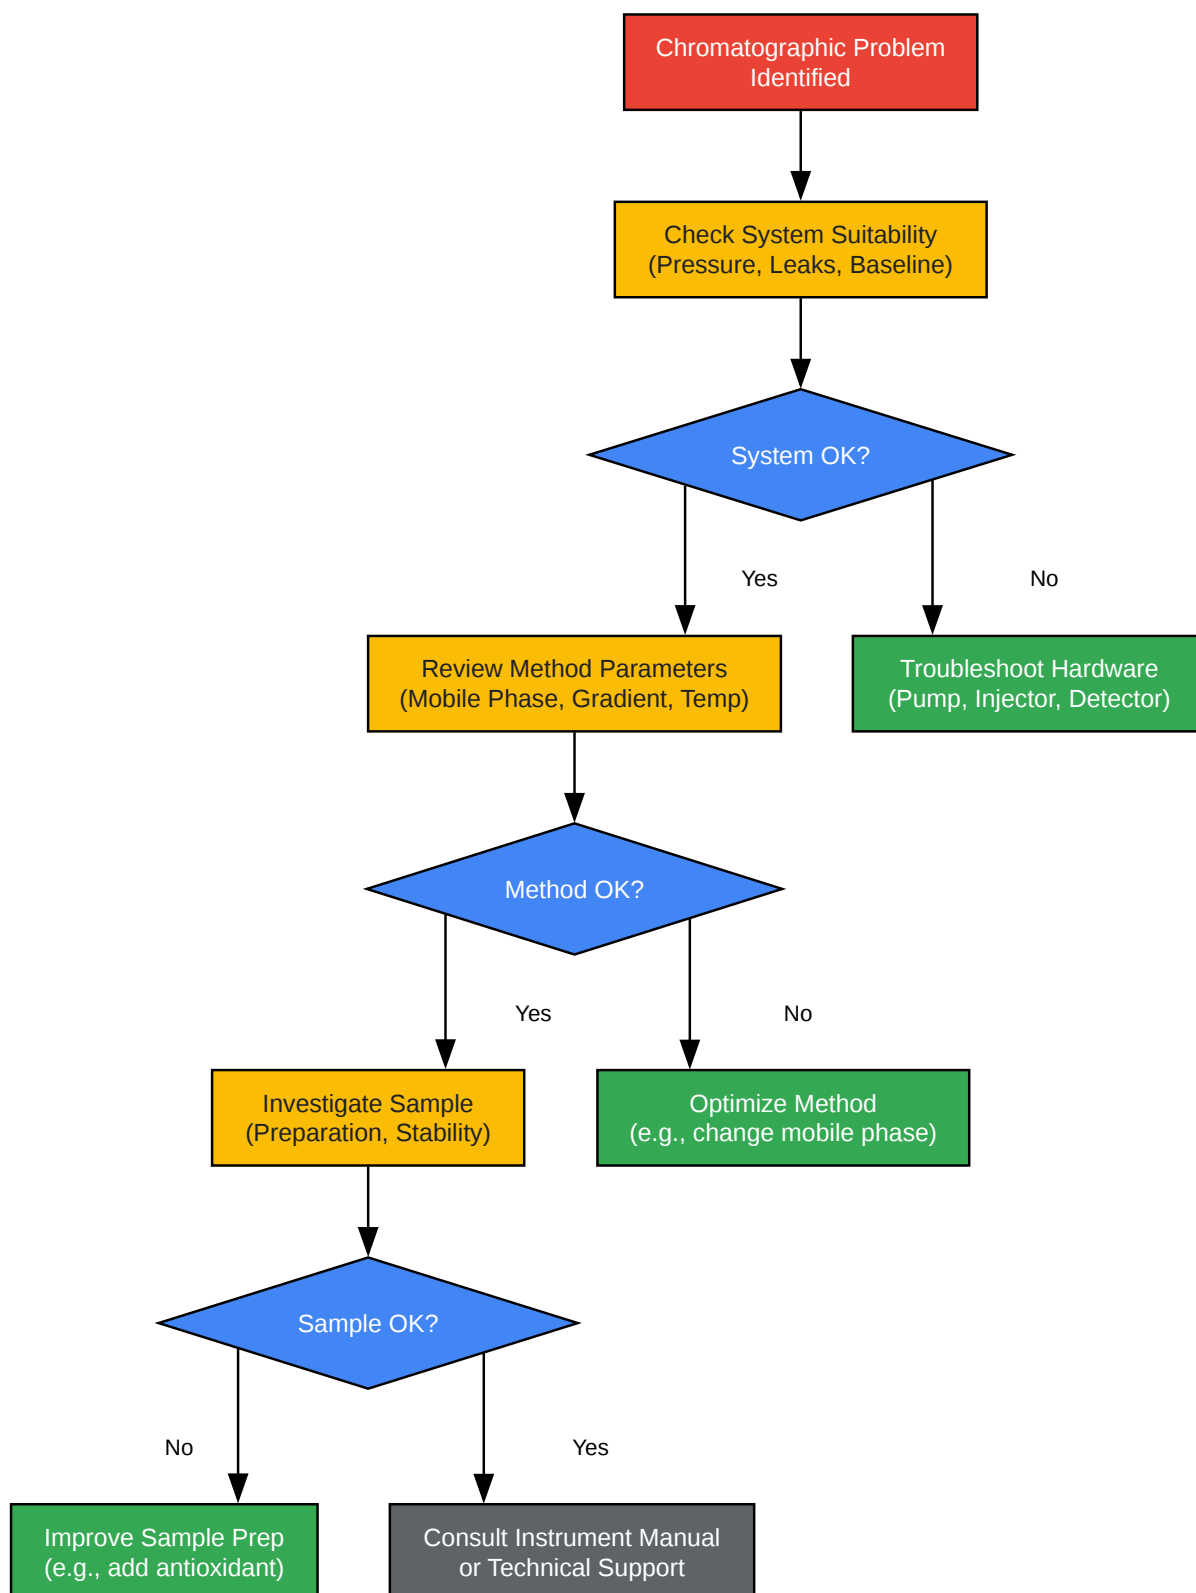 Chromatographic Problem
Identified
Check System Suitability
(Pressure, Leaks, Baseline)
System OK?
Yes
No
Review Method Parameters
(Mobile Phase, Gradient, Temp)
Troubleshoot Hardware
(Pump, Injector, Detector)
Method OK?
Yes
No
Investigate Sample
(Preparation, Stability)
Optimize Method
(e.g., change mobile phase)
Sample OK?
No
Yes
Improve Sample Prep
(e.g., add antioxidant)
Consult Instrument Manual
or Technical Support